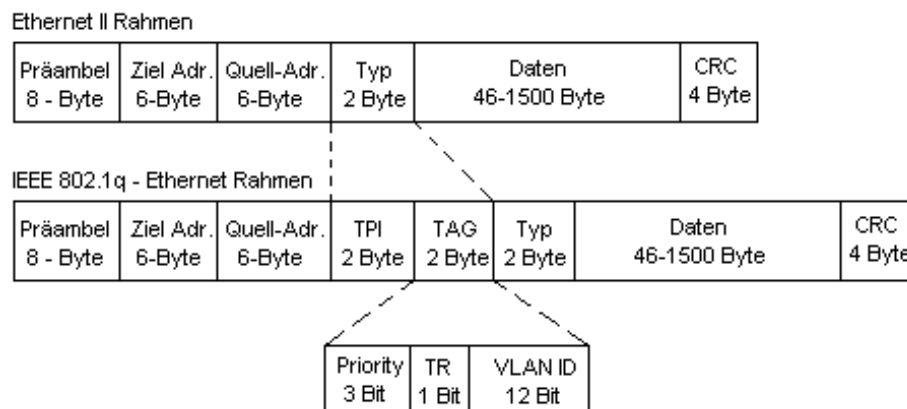 Ethernet II Rahmen
Präambel Ziel Adr. Quell-Adr. Typ Daten CRC
8 - Byte 6-Byte 6-Byte 2 Byte 46-1500 Byte 4 Byte
IEEE 802.1q - Ethernet Rahmen
Präambel Ziel Adr. Quell-Adr. TPI TAG Typ Daten CRC
8 - Byte 6-Byte 6-Byte 2 Byte 2 Byte 2 Byte 46-1500 Byte 4 Byte
Priority TR VLAN ID
3 Bit 1 Bit 12 Bit